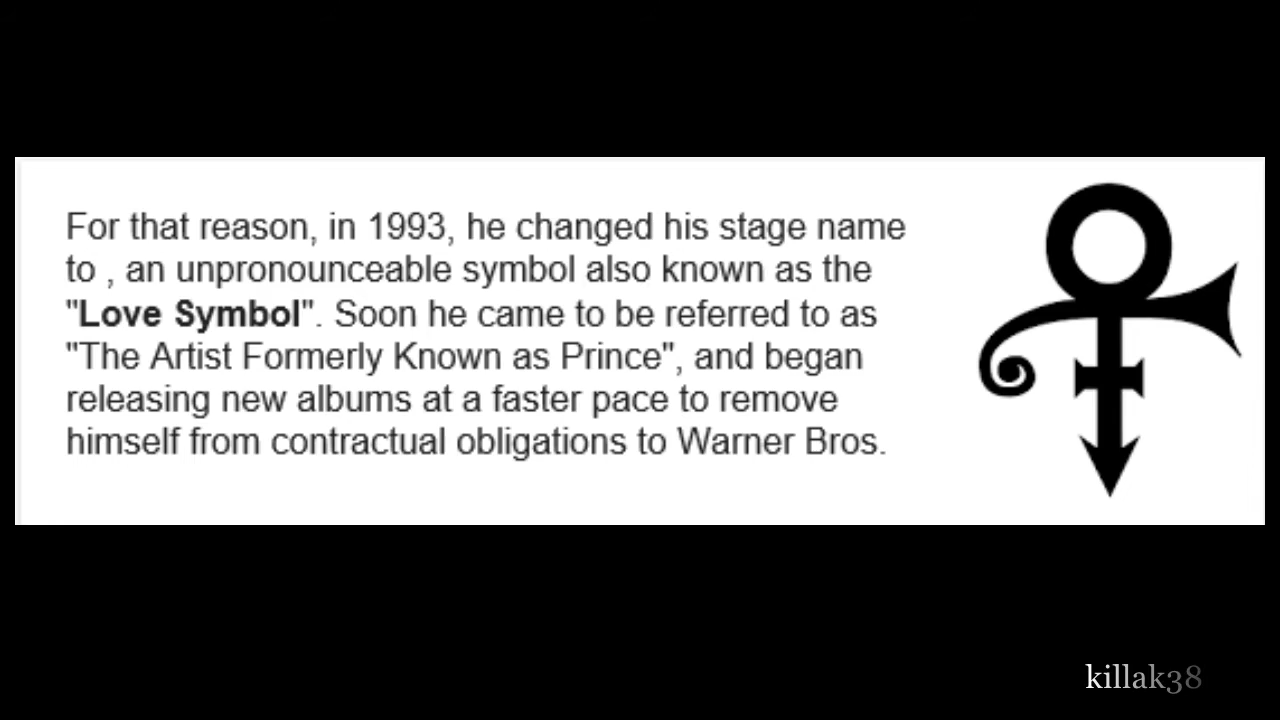 For that reason, in 1993, he changed his stage name
to , an unpronounceable symbol also known as the
"Love Symbol". Soon he came to be referred to as
"The Artist Formerly Known as Prince", and began
releasing new albums at a faster pace to remove
himself from contractual obligations to Warner Bros.
killak38